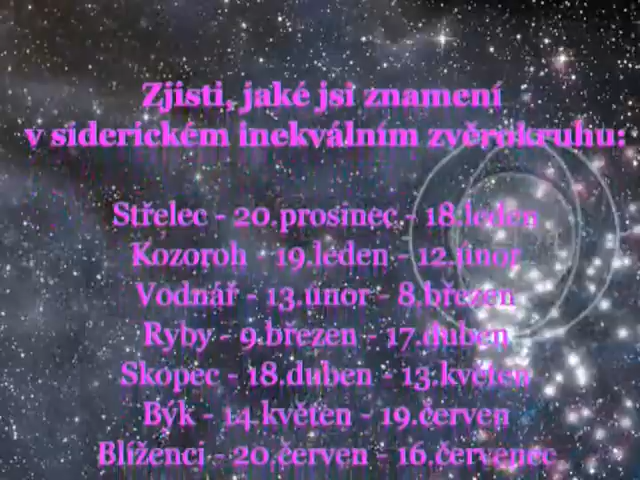 Zjisti, jaké jsi znamení
v siderickém inekválním zvěrokruhu:
Střelec - 20.prosinec - 18.leden
Kozoroh - 19.leden - 12.únor
Vodnář - 13.únor - 8.březen
Ryby - 9.březen - 17.duben
Skopec - 18.duben - 13.květen
Býk - 14.květen - 19.červen
Blíženci - 20.červen - 16.červenec